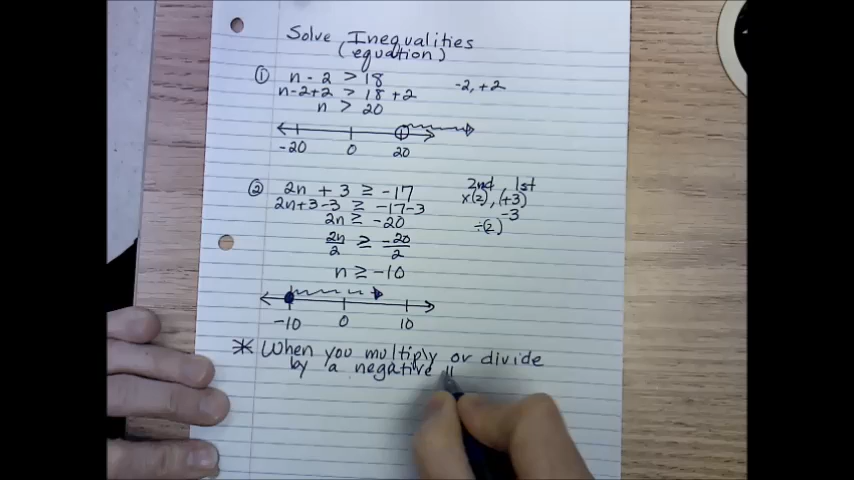 Solve Inequalities
(equation)
① n - 2 > 18
-2, +2
n-2+2 > 18 +2
n > 20
-20 0 20
② 2n + 3 ≥ -17
2nd, 1st
2n+3-3 ≥ -17-3
x(2), (+3)
2n ≥ -20
-3
÷(2)
2n/2 ≥ -20/2
n ≥ -10
-10 0 10
* When you multiply or divide
by a negative